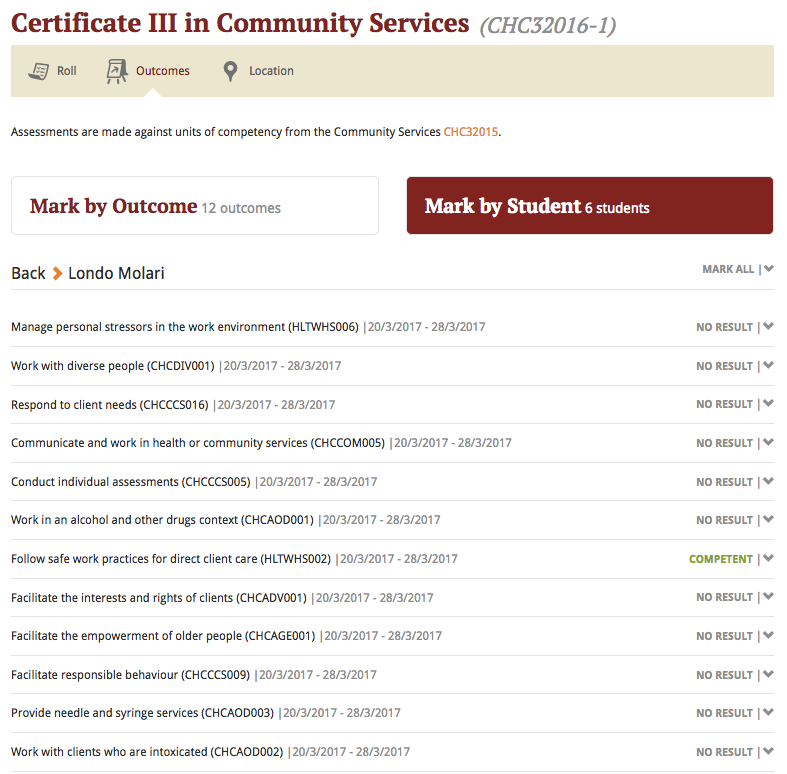 Certificate III in Community Services (CHC32016-1)
Roll Outcomes Location
Assessments are made against units of competency from the Community Services CHC32015.
Mark by Outcome 12 outcomes Mark by Student 6 students
Back Londo Molari MARK ALL |
Manage personal stressors in the work environment (HLTWHS006) |20/3/2017 - 28/3/2017 NO RESULT |
Work with diverse people (CHCDIV001) |20/3/2017 - 28/3/2017 NO RESULT |
Respond to client needs (CHCCCS016) |20/3/2017 - 28/3/2017 NO RESULT |
Communicate and work in health or community services (CHCCOM005) |20/3/2017 - 28/3/2017 NO RESULT |
Conduct individual assessments (CHCCCS005) |20/3/2017 - 28/3/2017 NO RESULT |
Work in an alcohol and other drugs context (CHCAOD001) |20/3/2017 - 28/3/2017 NO RESULT |
Follow safe work practices for direct client care (HLTWHS002) |20/3/2017 - 28/3/2017 COMPETENT |
Facilitate the interests and rights of clients (CHCADV001) |20/3/2017 - 28/3/2017 NO RESULT |
Facilitate the empowerment of older people (CHCAGE001) |20/3/2017 - 28/3/2017 NO RESULT |
Facilitate responsible behaviour (CHCCCS009) |20/3/2017 - 28/3/2017 NO RESULT |
Provide needle and syringe services (CHCAOD003) |20/3/2017 - 28/3/2017 NO RESULT |
Work with clients who are intoxicated (CHCAOD002) |20/3/2017 - 28/3/2017 NO RESULT |